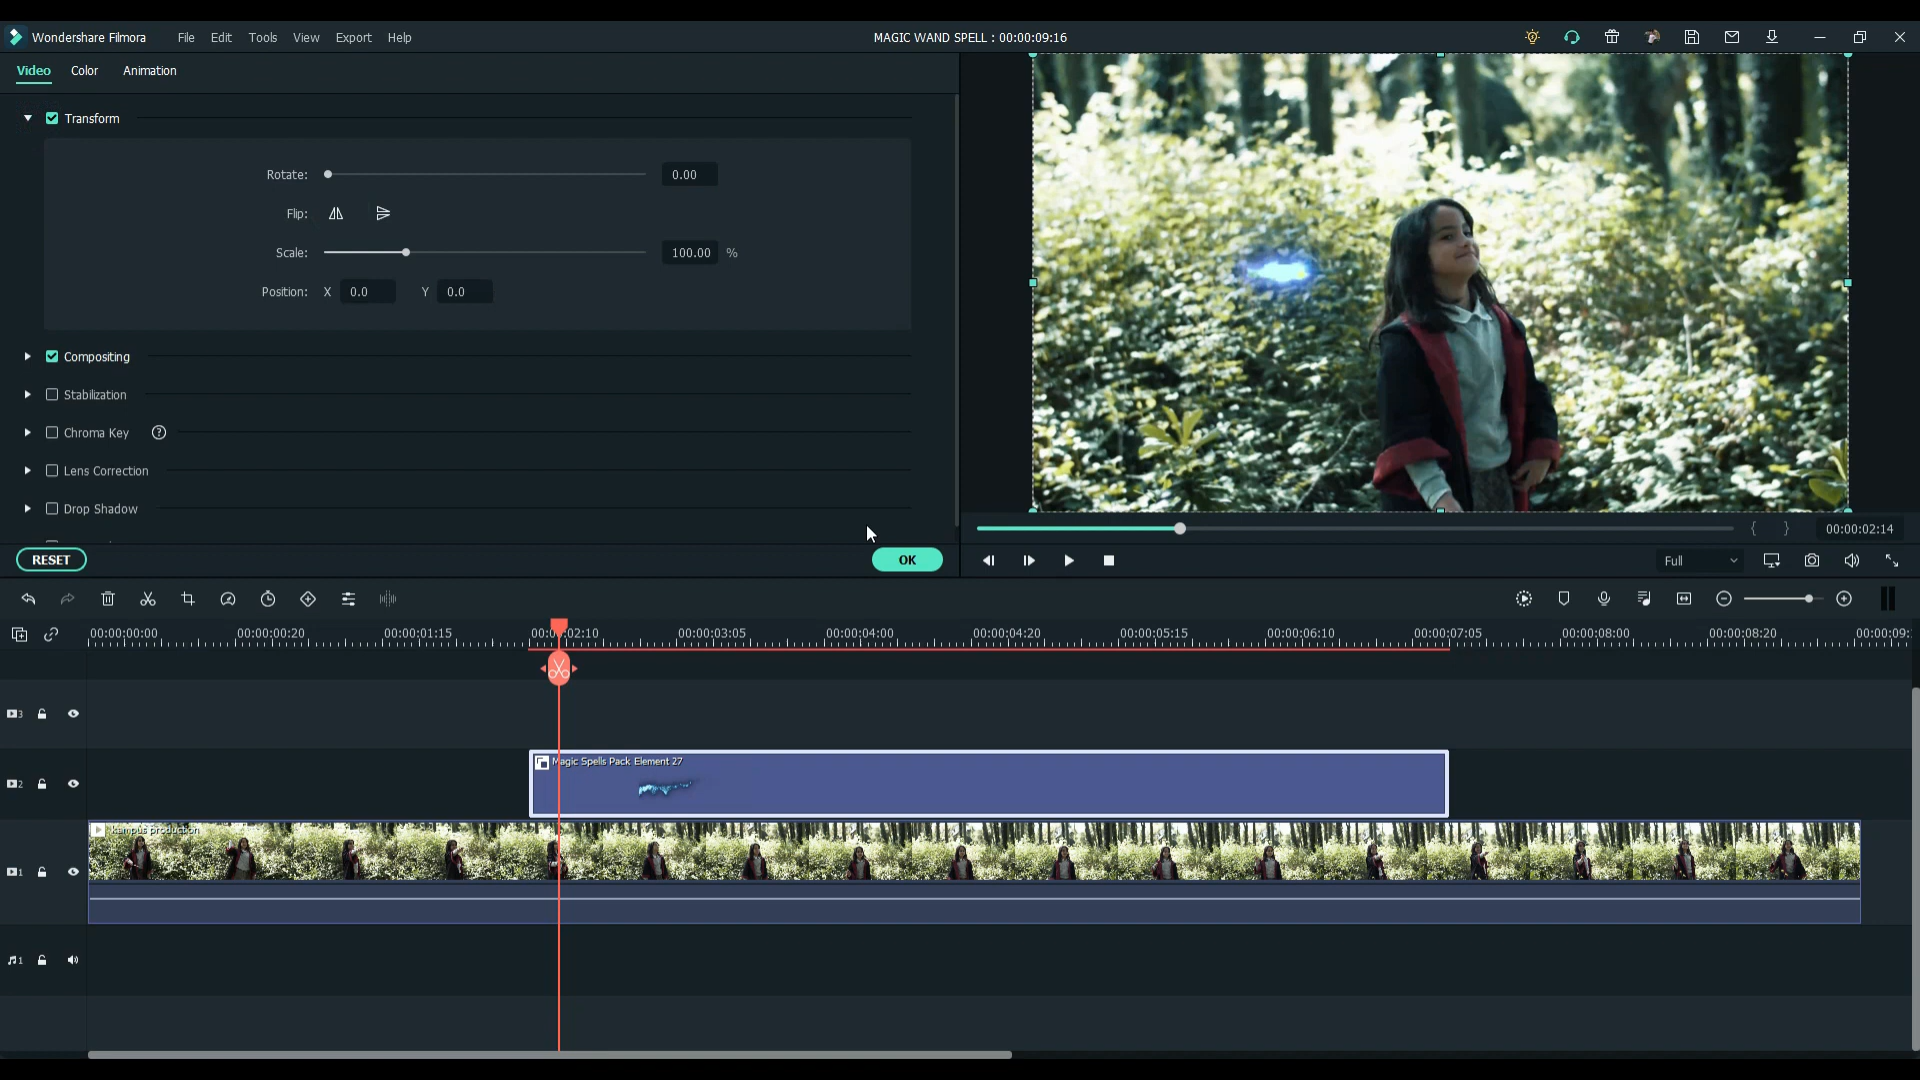 Wondershare Filmora File Edit Tools View Export Help MAGIC WAND SPELL : 00:00:09:16
Video Color Animation
Transform
Rotate: 0.00
Flip:
Scale: 100.00 %
Position: X 0.0 Y 0.0
Compositing
Stabilization
Chroma Key ?
Lens Correction
Drop Shadow
00:00:02:14
RESET OK
Full
00:00:00:00 00:00:00:20 00:00:01:15 00:00:02:10 00:00:03:05 00:00:04:00 00:00:04:20 00:00:05:15 00:00:06:10 00:00:07:05 00:00:08:00 00:00:08:20 00:00:09:
3
Magic Spells Pack Element 27
2
kampus production
1
1